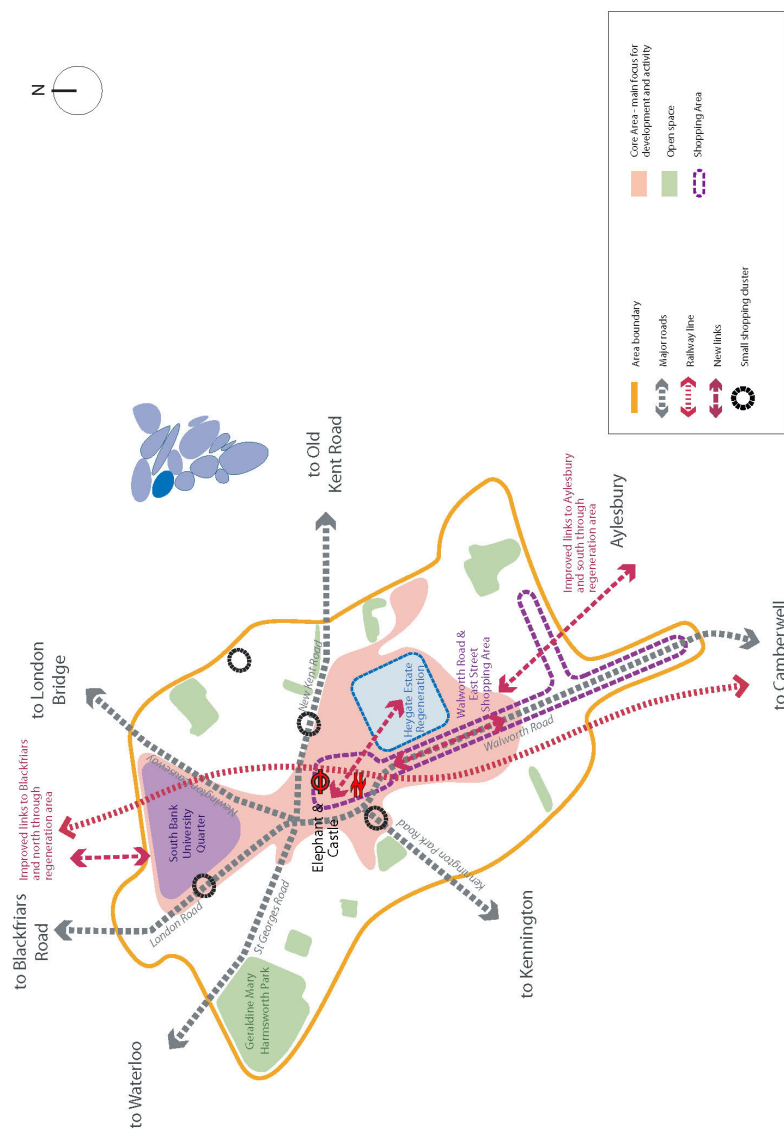 N
to London
Bridge
Improved links to Blackfriars
and north through
regeneration area
to Blackfriars
Road
to Waterloo
South Bank
University
Quarter
Newington Causeway
London Road
St Georges Road
Geraldine Mary
Harmsworth Park
New Kent Road
to Old
Kent Road
Elephant &
Castle
Heygate Estate
Regeneration
Walworth Road &
East Street
Shopping Area
Walworth Road
Kennington Park Road
to Kennington
Improved links to Aylesbury
and south through
regeneration area
Aylesbury
to Camberwell
Area boundary
Major roads
Railway line
New links
Small shopping cluster
Core Area - main focus for
development and activity
Open space
Shopping Area